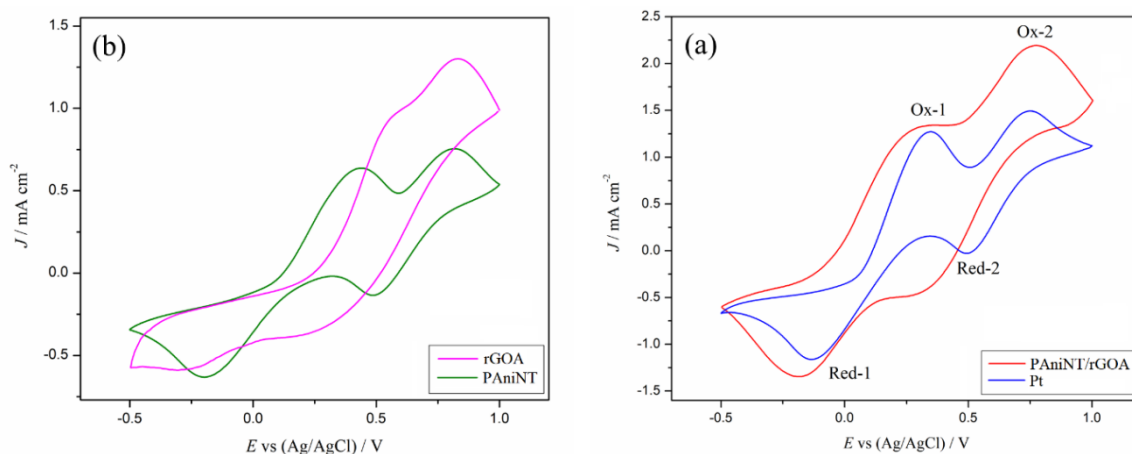 (b)
J / mA cm-2
1.5
1.0
0.5
0.0
-0.5
-0.5
0.0
0.5
1.0
E vs (Ag/AgCl) / V
rGOA
PAniNT
(a)
J / mA cm-2
2.5
2.0
1.5
1.0
0.5
0.0
-0.5
-1.0
-1.5
-0.5
0.0
0.5
1.0
E vs (Ag/AgCl) / V
Ox-1
Ox-2
Red-1
Red-2
PAniNT/rGOA
Pt